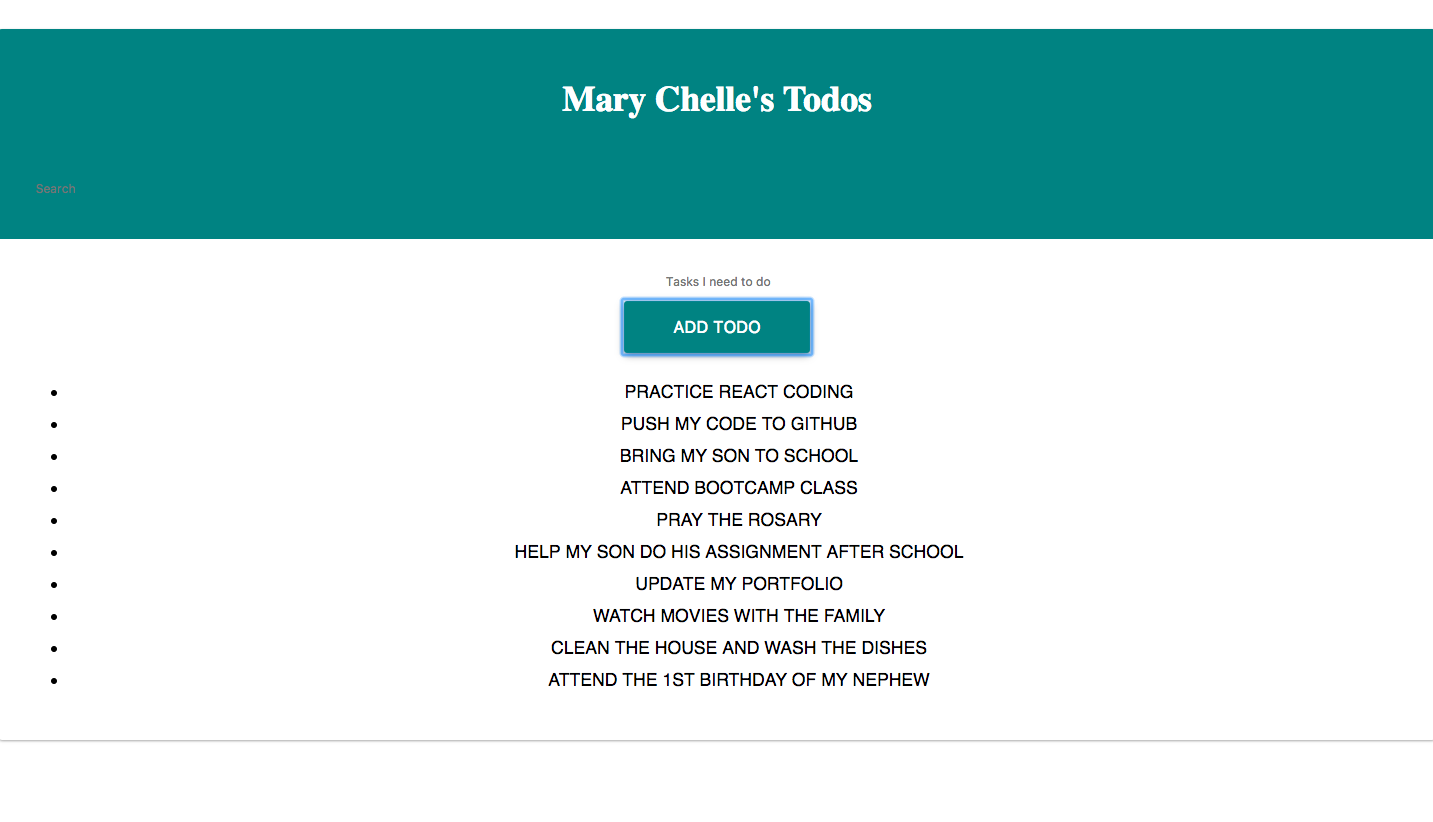 Mary Chelle's Todos
Search
Tasks I need to do
ADD TODO
PRACTICE REACT CODING
PUSH MY CODE TO GITHUB
BRING MY SON TO SCHOOL
ATTEND BOOTCAMP CLASS
PRAY THE ROSARY
HELP MY SON DO HIS ASSIGNMENT AFTER SCHOOL
UPDATE MY PORTFOLIO
WATCH MOVIES WITH THE FAMILY
CLEAN THE HOUSE AND WASH THE DISHES
ATTEND THE 1ST BIRTHDAY OF MY NEPHEW